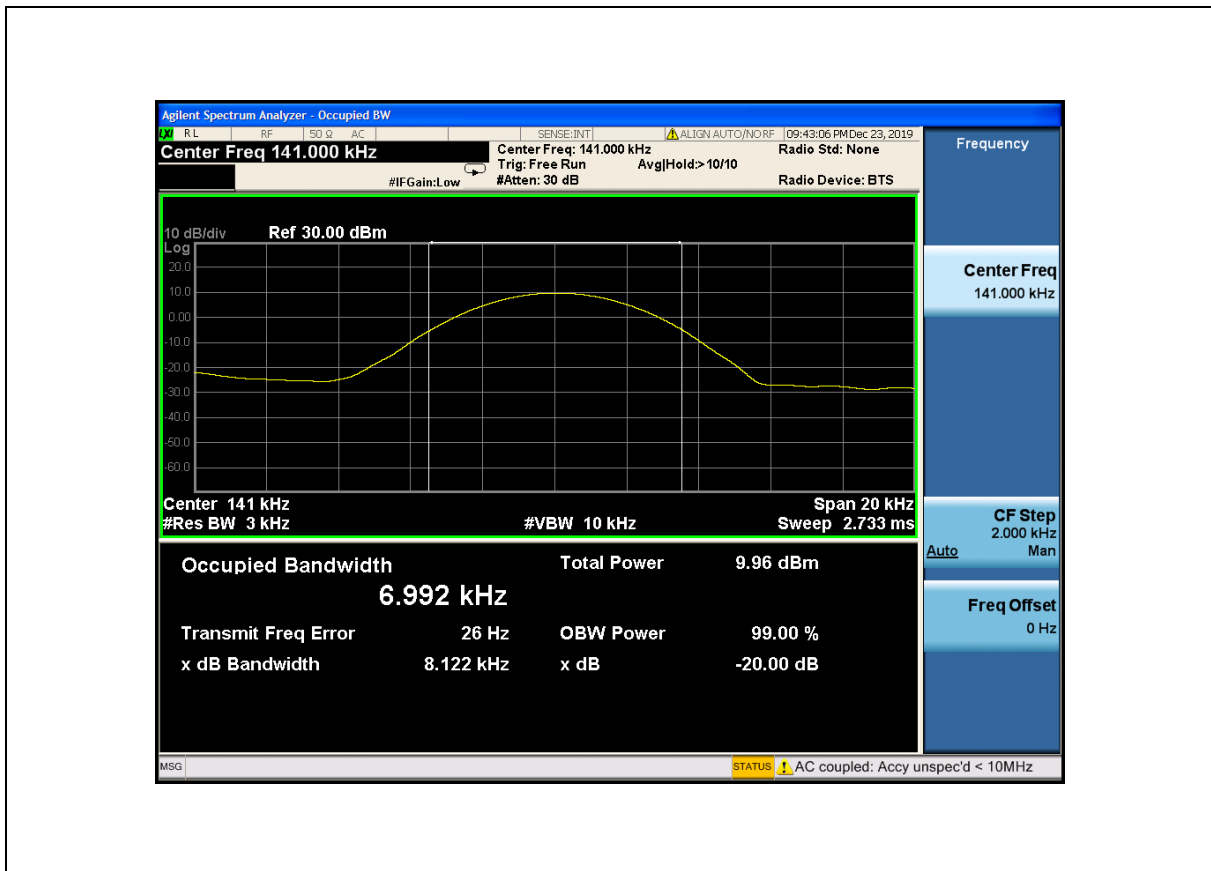 Agilent Spectrum Analyzer - Occupied BW
LXI RL RF 50 Ω AC SENSE:INT ALIGN AUTO/NO RF 09:43:06 PM Dec 23, 2019
Center Freq 141.000 kHz
Center Freq: 141.000 kHz Radio Std: None
Trig: Free Run Avg|Hold:> 10/10
#IFGain:Low #Atten: 30 dB Radio Device: BTS
10 dB/div Ref 30.00 dBm
Log
20.0
10.0
0.00
-10.0
-20.0
-30.0
-40.0
-50.0
-60.0
Center 141 kHz Span 20 kHz
#Res BW 3 kHz #VBW 10 kHz Sweep 2.733 ms
Occupied Bandwidth Total Power 9.96 dBm
6.992 kHz
Transmit Freq Error 26 Hz OBW Power 99.00 %
x dB Bandwidth 8.122 kHz x dB -20.00 dB
Frequency
Center Freq
141.000 kHz
CF Step
2.000 kHz
Auto Man
Freq Offset
0 Hz
MSG STATUS AC coupled: Accy unspec'd < 10MHz